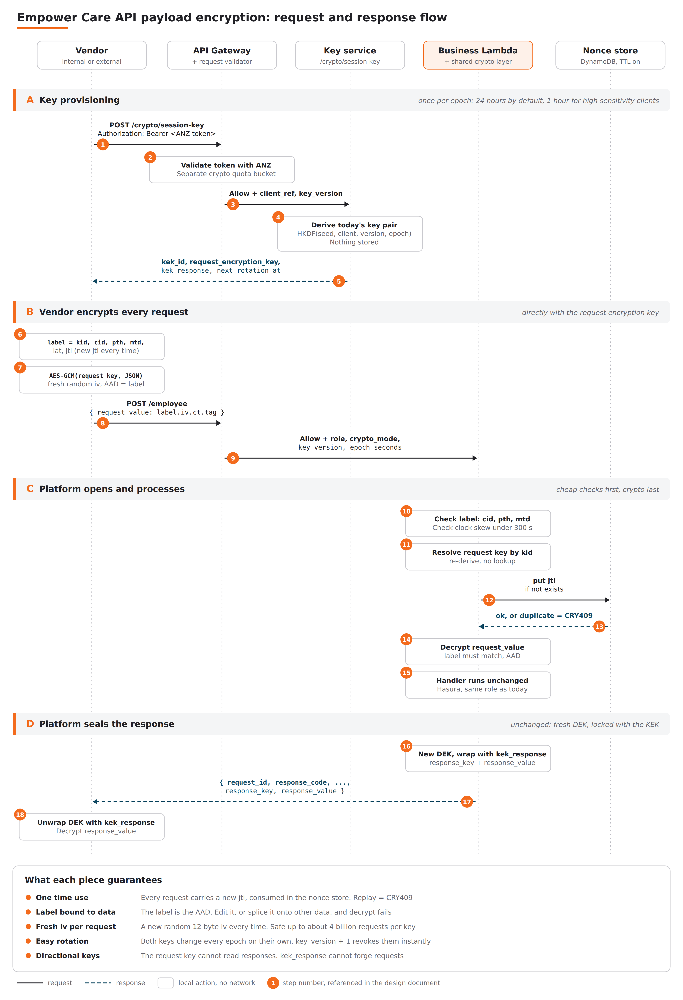 Empower Care API payload encryption: request and response flow
Vendor
internal or external
API Gateway
+ request validator
Key service
/crypto/session-key
Business Lambda
+ shared crypto layer
Nonce store
DynamoDB, TTL on
A Key provisioning
once per epoch: 24 hours by default, 1 hour for high sensitivity clients
POST /crypto/session-key
Authorization: Bearer <ANZ token>
1
2
Validate token with ANZ
Separate crypto quota bucket
Allow + client_ref, key_version
3
4
Derive today's key pair
HKDF(seed, client, version, epoch)
Nothing stored
kek_id, request_encryption_key,
kek_response, next_rotation_at
5
B Vendor encrypts every request
directly with the request encryption key
6
label = kid, cid, pth, mtd,
iat, jti (new jti every time)
7
AES-GCM(request key, JSON)
fresh random iv, AAD = label
POST /employee
{ request_value: label.iv.ct.tag }
8
Allow + role, crypto_mode,
key_version, epoch_seconds
9
C Platform opens and processes
cheap checks first, crypto last
10
Check label: cid, pth, mtd
Check clock skew under 300 s
11
Resolve request key by kid
re-derive, no lookup
put jti
if not exists
12
ok, or duplicate = CRY409
13
14
Decrypt request_value
label must match, AAD
15
Handler runs unchanged
Hasura, same role as today
D Platform seals the response
unchanged: fresh DEK, locked with the KEK
16
New DEK, wrap with kek_response
response_key + response_value
{ request_id, response_code, ...,
response_key, response_value }
17
18
Unwrap DEK with kek_response
Decrypt response_value
What each piece guarantees
One time use Every request carries a new jti, consumed in the nonce store. Replay = CRY409
Label bound to data The label is the AAD. Edit it, or splice it onto other data, and decrypt fails
Fresh iv per request A new random 12 byte iv every time. Safe up to about 4 billion requests per key
Easy rotation Both keys change every epoch on their own. key_version + 1 revokes them instantly
Directional keys The request key cannot read responses. kek_response cannot forge requests
request response local action, no network 1 step number, referenced in the design document